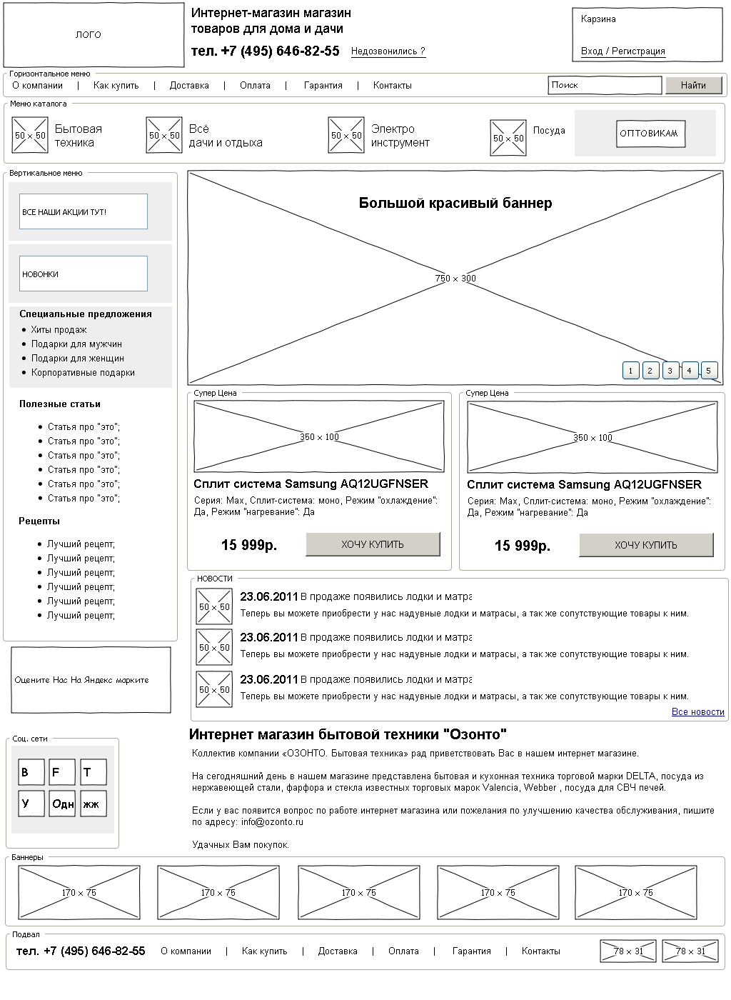 ЛОГО
Интернет-магазин магазин
товаров для дома и дачи
тел. +7 (495) 646-82-55
Недозвонились ?
Карзина
Вход / Регистрация
Горизонтальное меню
О компании | Как купить | Доставка | Оплата | Гарантия | Контакты
Поиск
Найти
Меню каталога
50 x 50
Бытовая
техника
50 x 50
Всё
дачи и отдыха
50 x 50
Электро
инструмент
50 x 50
Посуда
ОПТОВИКАМ
Вертикальное меню
ВСЕ НАШИ АКЦИИ ТУТ!
НОВОНКИ
Специальные предложения
Хиты продаж
Подарки для мужчин
Подарки для женщин
Корпоративные подарки
Полезные статьи
Статья про "это";
Статья про "это";
Статья про "это";
Статья про "это";
Статья про "это";
Статья про "это";
Рецепты
Лучший рецепт;
Лучший рецепт;
Лучший рецепт;
Лучший рецепт;
Лучший рецепт;
Лучший рецепт;
Оцените Нас На Яндекс марките
Соц. сети
В F Т
У Одн жж
Большой красивый баннер
750 x 300
1 2 3 4 5
Супер Цена
350 x 100
Сплит система Samsung AQ12UGFNSER
Серия: Max, Сплит-система: моно, Режим "охлаждение":
Да, Режим "нагревание": Да
15 999р.
ХОЧУ КУПИТЬ
Супер Цена
350 x 100
Сплит система Samsung AQ12UGFNSER
Серия: Max, Сплит-система: моно, Режим "охлаждение":
Да, Режим "нагревание": Да
15 999р.
ХОЧУ КУПИТЬ
НОВОСТИ
50 x 50
23.06.2011 В продаже появились лодки и матра
Теперь вы можете приобрести у нас надувные лодки и матрасы, а так же сопутствующие товары к ним.
50 x 50
23.06.2011 В продаже появились лодки и матра
Теперь вы можете приобрести у нас надувные лодки и матрасы, а так же сопутствующие товары к ним.
50 x 50
23.06.2011 В продаже появились лодки и матра
Теперь вы можете приобрести у нас надувные лодки и матрасы, а так же сопутствующие товары к ним.
Все новости
Интернет магазин бытовой техники "Озонто"
Коллектив компании «ОЗОНТО. Бытовая техника» рад приветствовать Вас в нашем интернет магазине.
На сегодняшний день в нашем магазине представлена бытовая и кухонная техника торговой марки DELTA, посуда из
нержавеющей стали, фарфора и стекла известных торговых марок Valencia, Webber , посуда для СВЧ печей.
Если у вас появится вопрос по работе интернет магазина или пожелания по улучшению качества обслуживания, пишите
по адресу: info@ozonto.ru
Удачных Вам покупок.
Баннеры
170 x 75
170 x 75
170 x 75
170 x 75
170 x 75
Подвал
тел. +7 (495) 646-82-55
О компании | Как купить | Доставка | Оплата | Гарантия | Контакты
78 x 31
78 x 31